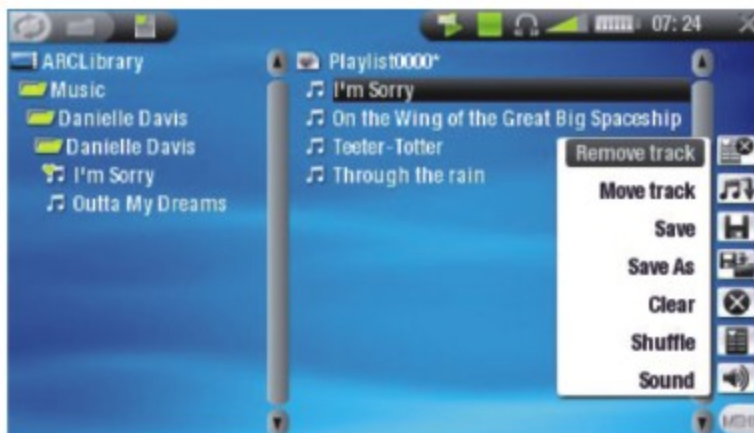 07:24
ARCLibrary
Music
Danielle Davis
Danielle Davis
I'm Sorry
Outta My Dreams
Playlist0000*
I'm Sorry
On the Wing of the Great Big Spaceship
Teeter-Totter
Through the rain
Remove track
Move track
Save
Save As
Clear
Shuffle
Sound
MENU